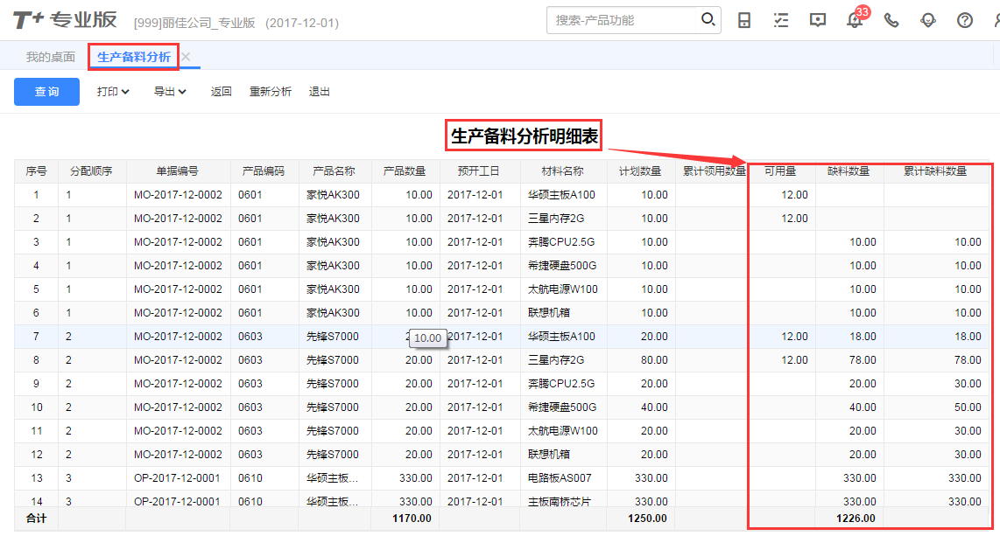 T+ 专业版 [999]丽佳公司_专业版 (2017-12-01) 搜索-产品功能 33
我的桌面 生产备料分析
查询 打印 导出 返回 重新分析 退出
生产备料分析明细表
序号 分配顺序 单据编号 产品编码 产品名称 产品数量 预开工日 材料名称 计划数量 累计领用数量 可用量 缺料数量 累计缺料数量
1 1 MO-2017-12-0002 0601 家悦AK300 10.00 2017-12-01 华硕主板A100 10.00 12.00
2 1 MO-2017-12-0002 0601 家悦AK300 10.00 2017-12-01 三星内存2G 10.00 12.00
3 1 MO-2017-12-0002 0601 家悦AK300 10.00 2017-12-01 奔腾CPU2.5G 10.00 10.00 10.00
4 1 MO-2017-12-0002 0601 家悦AK300 10.00 2017-12-01 希捷硬盘500G 10.00 10.00 10.00
5 1 MO-2017-12-0002 0601 家悦AK300 10.00 2017-12-01 太航电源W100 10.00 10.00 10.00
6 1 MO-2017-12-0002 0601 家悦AK300 10.00 2017-12-01 联想机箱 10.00 10.00 10.00
7 2 MO-2017-12-0002 0603 先锋S7000 10.00 2017-12-01 华硕主板A100 20.00 12.00 18.00 18.00
8 2 MO-2017-12-0002 0603 先锋S7000 20.00 2017-12-01 三星内存2G 80.00 12.00 78.00 78.00
9 2 MO-2017-12-0002 0603 先锋S7000 20.00 2017-12-01 奔腾CPU2.5G 20.00 20.00 30.00
10 2 MO-2017-12-0002 0603 先锋S7000 20.00 2017-12-01 希捷硬盘500G 40.00 40.00 50.00
11 2 MO-2017-12-0002 0603 先锋S7000 20.00 2017-12-01 太航电源W100 20.00 20.00 30.00
12 2 MO-2017-12-0002 0603 先锋S7000 20.00 2017-12-01 联想机箱 20.00 20.00 30.00
13 3 OP-2017-12-0001 0610 华硕主板... 330.00 2017-12-01 电路板AS007 330.00 330.00 330.00
14 3 OP-2017-12-0001 0610 华硕主板... 330.00 2017-12-01 主板南桥芯片 330.00 330.00 330.00
合计 1170.00 1250.00 1226.00